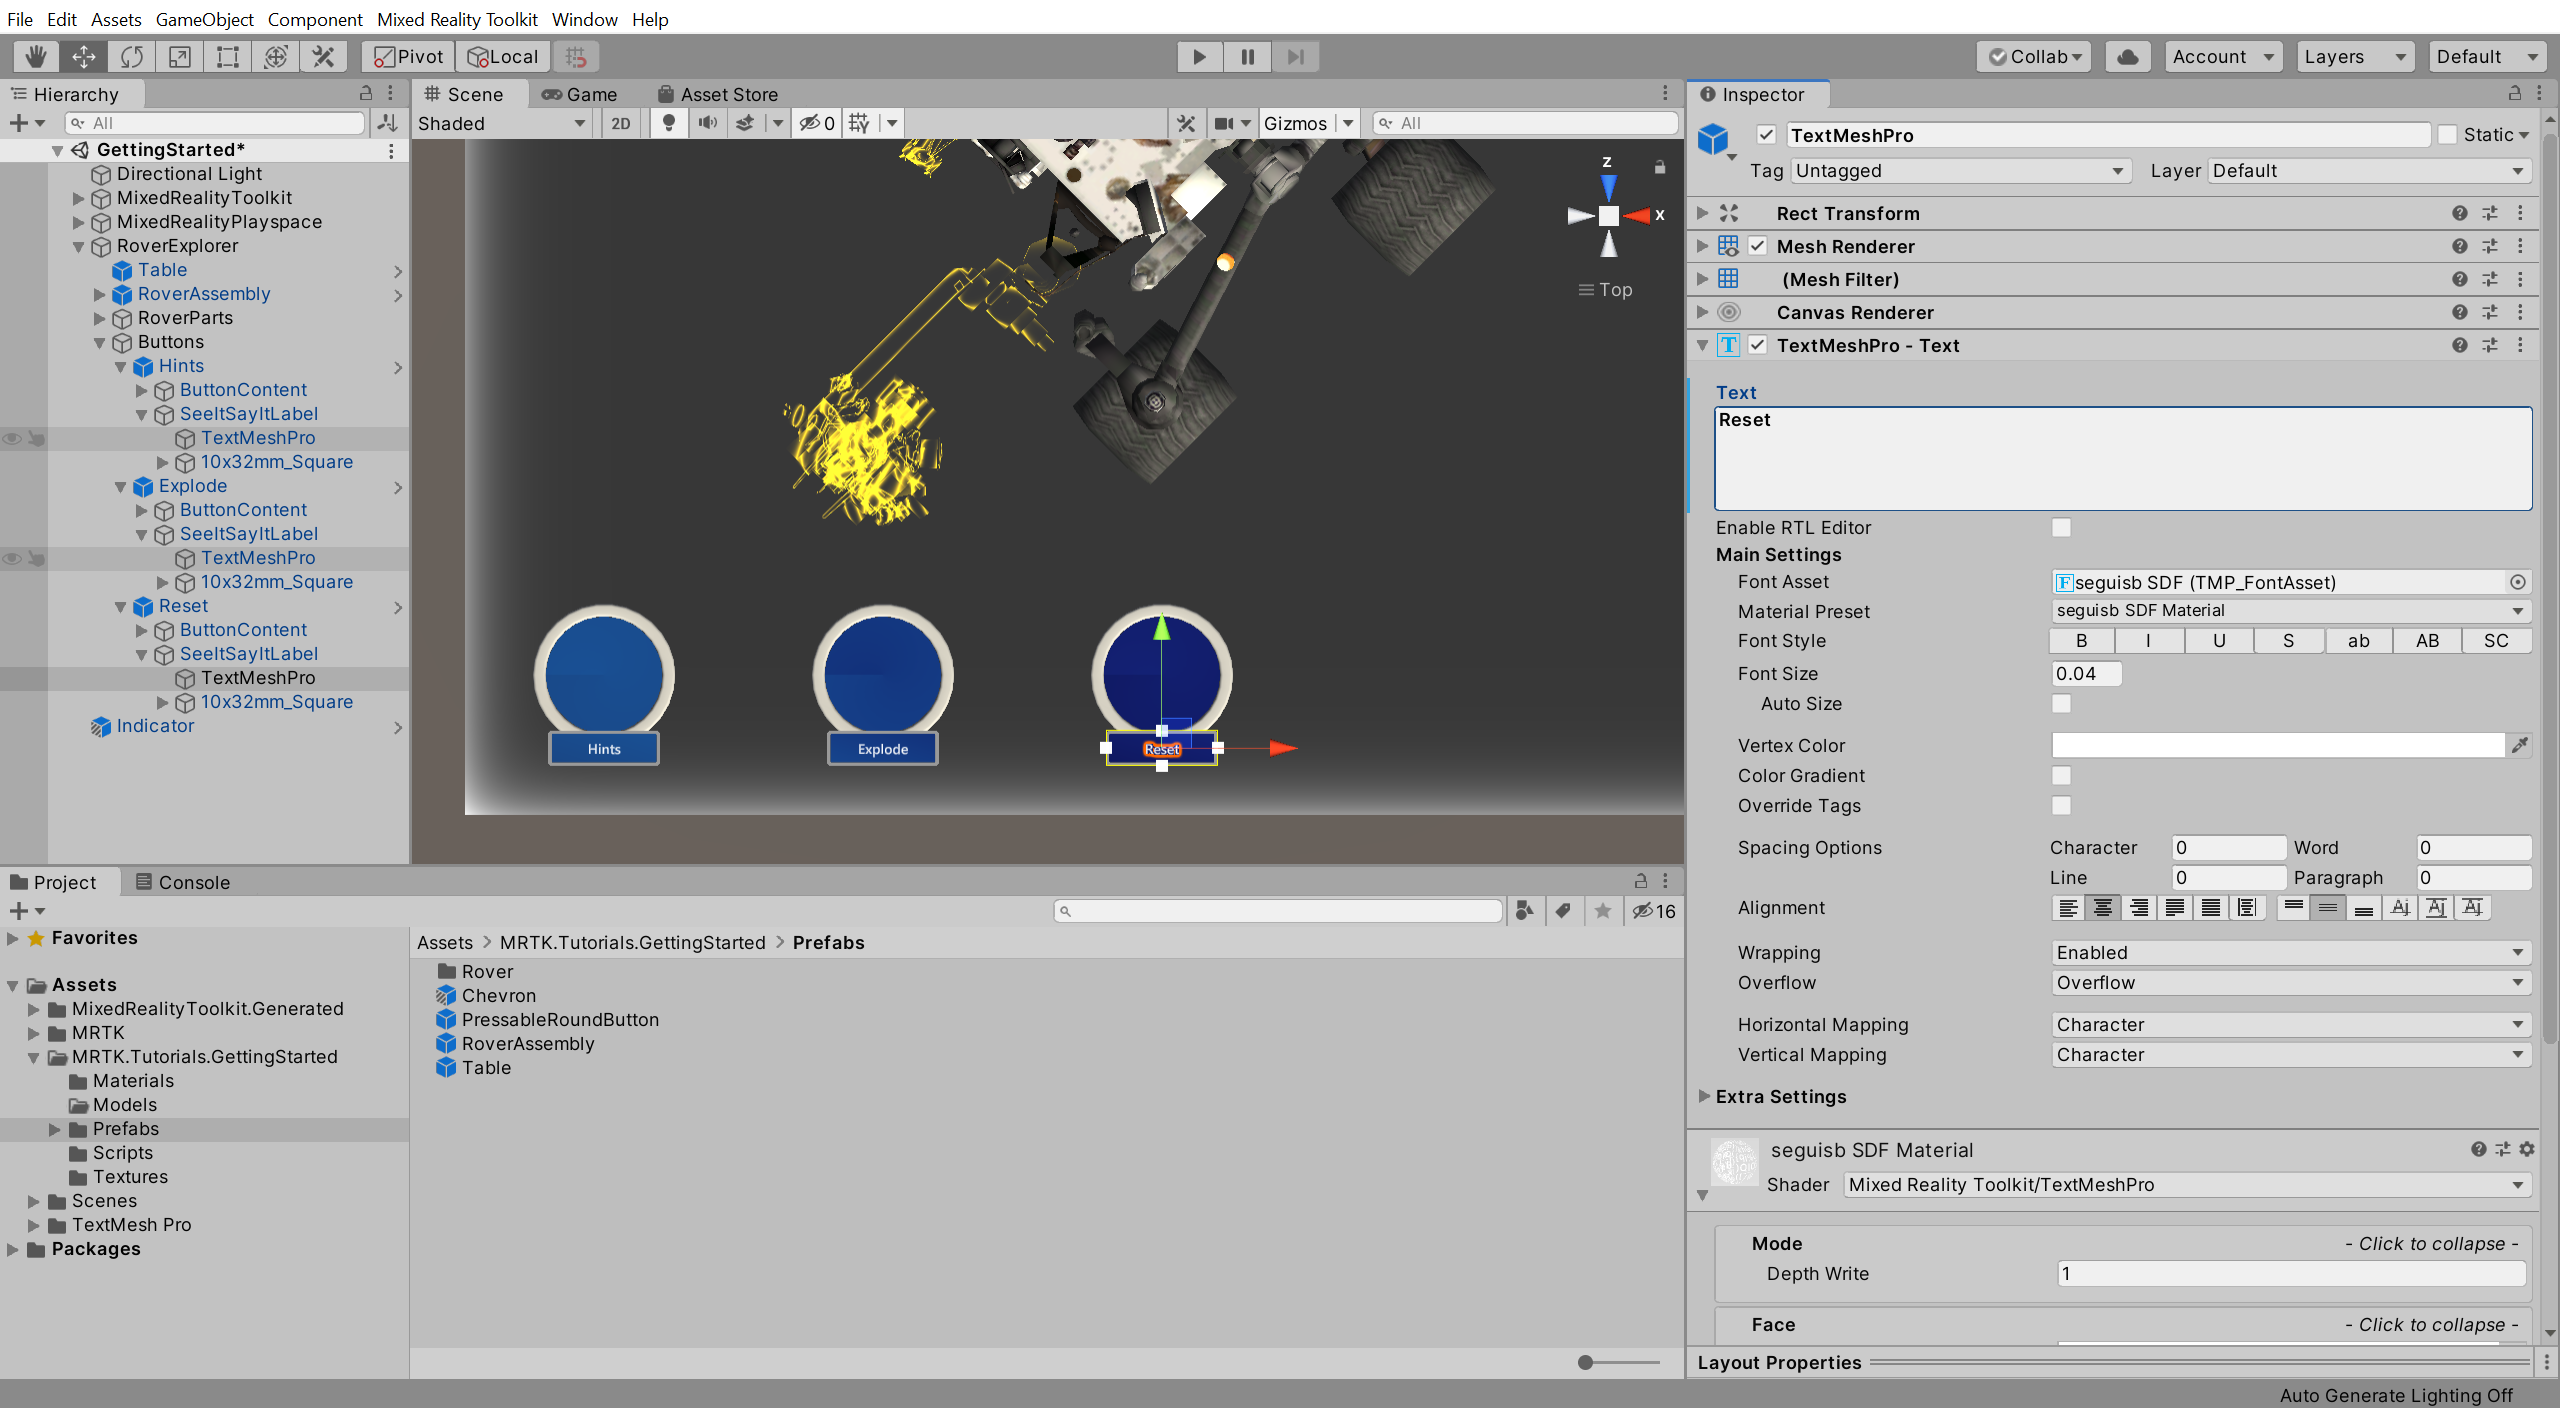 File Edit Assets GameObject Component Mixed Reality Toolkit Window Help
Pivot Local Collab Account Layers Default
Hierarchy
All
GettingStarted*
Directional Light
MixedRealityToolkit
MixedRealityPlayspace
RoverExplorer
Table
RoverAssembly
RoverParts
Buttons
Hints
ButtonContent
SeeItSayItLabel
TextMeshPro
10x32mm_Square
Explode
ButtonContent
SeeItSayItLabel
TextMeshPro
10x32mm_Square
Reset
ButtonContent
SeeItSayItLabel
TextMeshPro
10x32mm_Square
Indicator
Scene Game Asset Store
Shaded 2D 0 Gizmos All
z
x
Top
Hints Explode Reset
Inspector
TextMeshPro Static
Tag Untagged Layer Default
Rect Transform
Mesh Renderer
(Mesh Filter)
Canvas Renderer
T TextMeshPro - Text
Text
Reset
Enable RTL Editor
Main Settings
Font Asset F seguisb SDF (TMP_FontAsset)
Material Preset seguisb SDF Material
Font Style B I U S ab AB SC
Font Size 0.04
Auto Size
Vertex Color
Color Gradient
Override Tags
Spacing Options Character 0 Word 0
Line 0 Paragraph 0
Alignment
Wrapping Enabled
Overflow Overflow
Horizontal Mapping Character
Vertical Mapping Character
Extra Settings
seguisb SDF Material
Shader Mixed Reality Toolkit/TextMeshPro
Mode - Click to collapse -
Depth Write 1
Face - Click to collapse -
Layout Properties
Project Console
16
Favorites
Assets
MixedRealityToolkit.Generated
MRTK
MRTK.Tutorials.GettingStarted
Materials
Models
Prefabs
Scripts
Textures
Scenes
TextMesh Pro
Packages
Assets > MRTK.Tutorials.GettingStarted > Prefabs
Rover
Chevron
PressableRoundButton
RoverAssembly
Table
Auto Generate Lighting Off